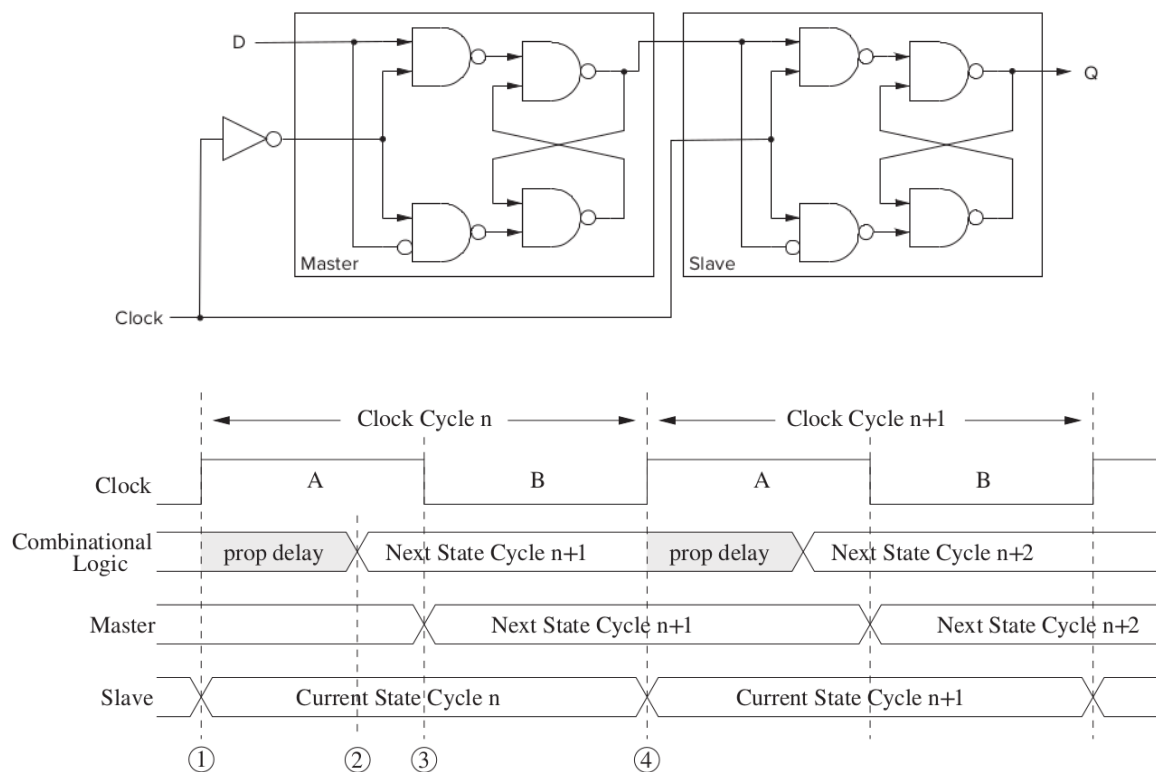 D
Q
Master
Slave
Clock
Clock Cycle n
Clock Cycle n+1
Clock
A
B
A
B
Combinational
Logic
prop delay
Next State Cycle n+1
prop delay
Next State Cycle n+2
Master
Next State Cycle n+1
Next State Cycle n+2
Slave
Current State Cycle n
Current State Cycle n+1
①
②
③
④